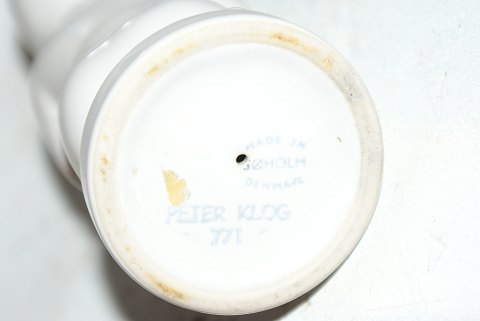 MADE IN
SØHOLM
DENMARK
PETER KLOG
771